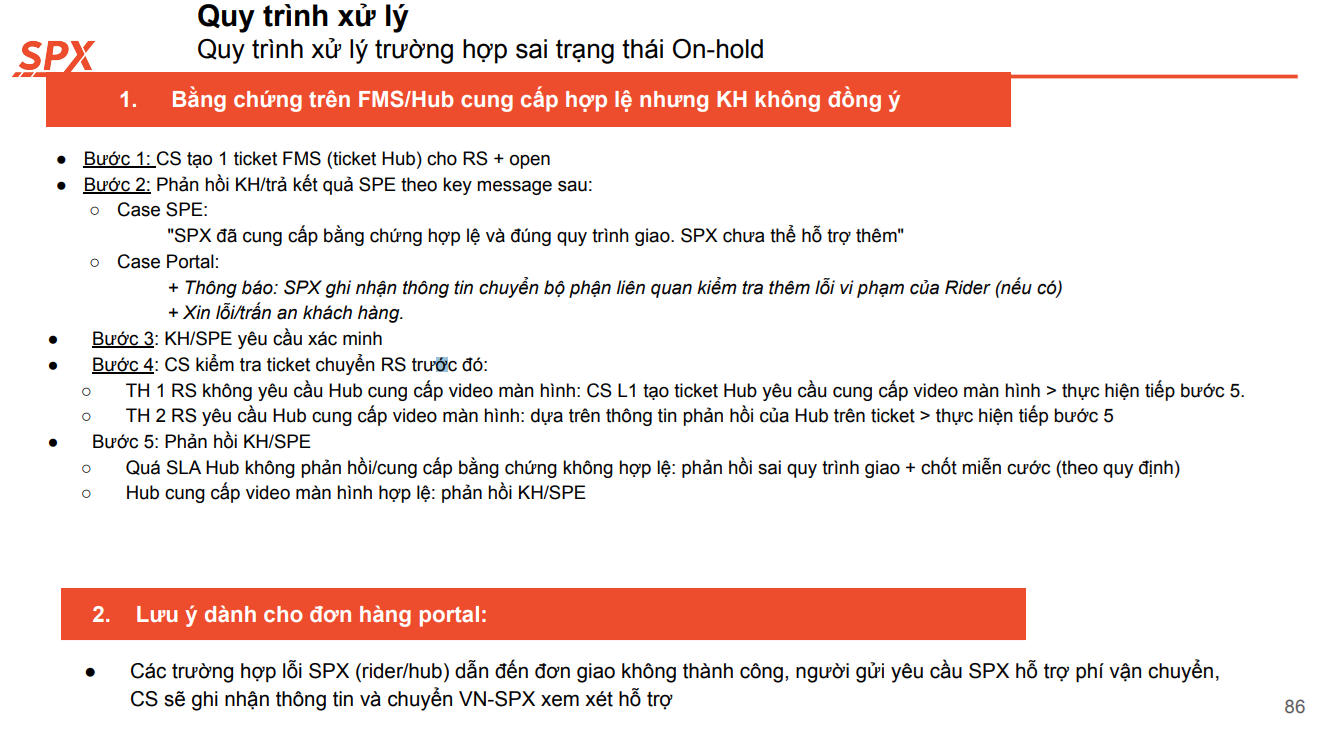 Quy trình xử lý
Quy trình xử lý trường hợp sai trạng thái On-hold
SPX
1. Bằng chứng trên FMS/Hub cung cấp hợp lệ nhưng KH không đồng ý
● Bước 1: CS tạo 1 ticket FMS (ticket Hub) cho RS + open
● Bước 2: Phản hồi KH/trả kết quả SPE theo key message sau:
○ Case SPE:
"SPX đã cung cấp bằng chứng hợp lệ và đúng quy trình giao. SPX chưa thể hỗ trợ thêm"
○ Case Portal:
+ Thông báo: SPX ghi nhận thông tin chuyển bộ phận liên quan kiểm tra thêm lỗi vi phạm của Rider (nếu có)
+ Xin lỗi/trấn an khách hàng.
● Bước 3: KH/SPE yêu cầu xác minh
● Bước 4: CS kiểm tra ticket chuyển RS trước đó:
○ TH 1 RS không yêu cầu Hub cung cấp video màn hình: CS L1 tạo ticket Hub yêu cầu cung cấp video màn hình > thực hiện tiếp bước 5.
○ TH 2 RS yêu cầu Hub cung cấp video màn hình: dựa trên thông tin phản hồi của Hub trên ticket > thực hiện tiếp bước 5
● Bước 5: Phản hồi KH/SPE
○ Quá SLA Hub không phản hồi/cung cấp bằng chứng không hợp lệ: phản hồi sai quy trình giao + chốt miễn cước (theo quy định)
○ Hub cung cấp video màn hình hợp lệ: phản hồi KH/SPE
2. Lưu ý dành cho đơn hàng portal:
● Các trường hợp lỗi SPX (rider/hub) dẫn đến đơn giao không thành công, người gửi yêu cầu SPX hỗ trợ phí vận chuyển,
CS sẽ ghi nhận thông tin và chuyển VN-SPX xem xét hỗ trợ
86